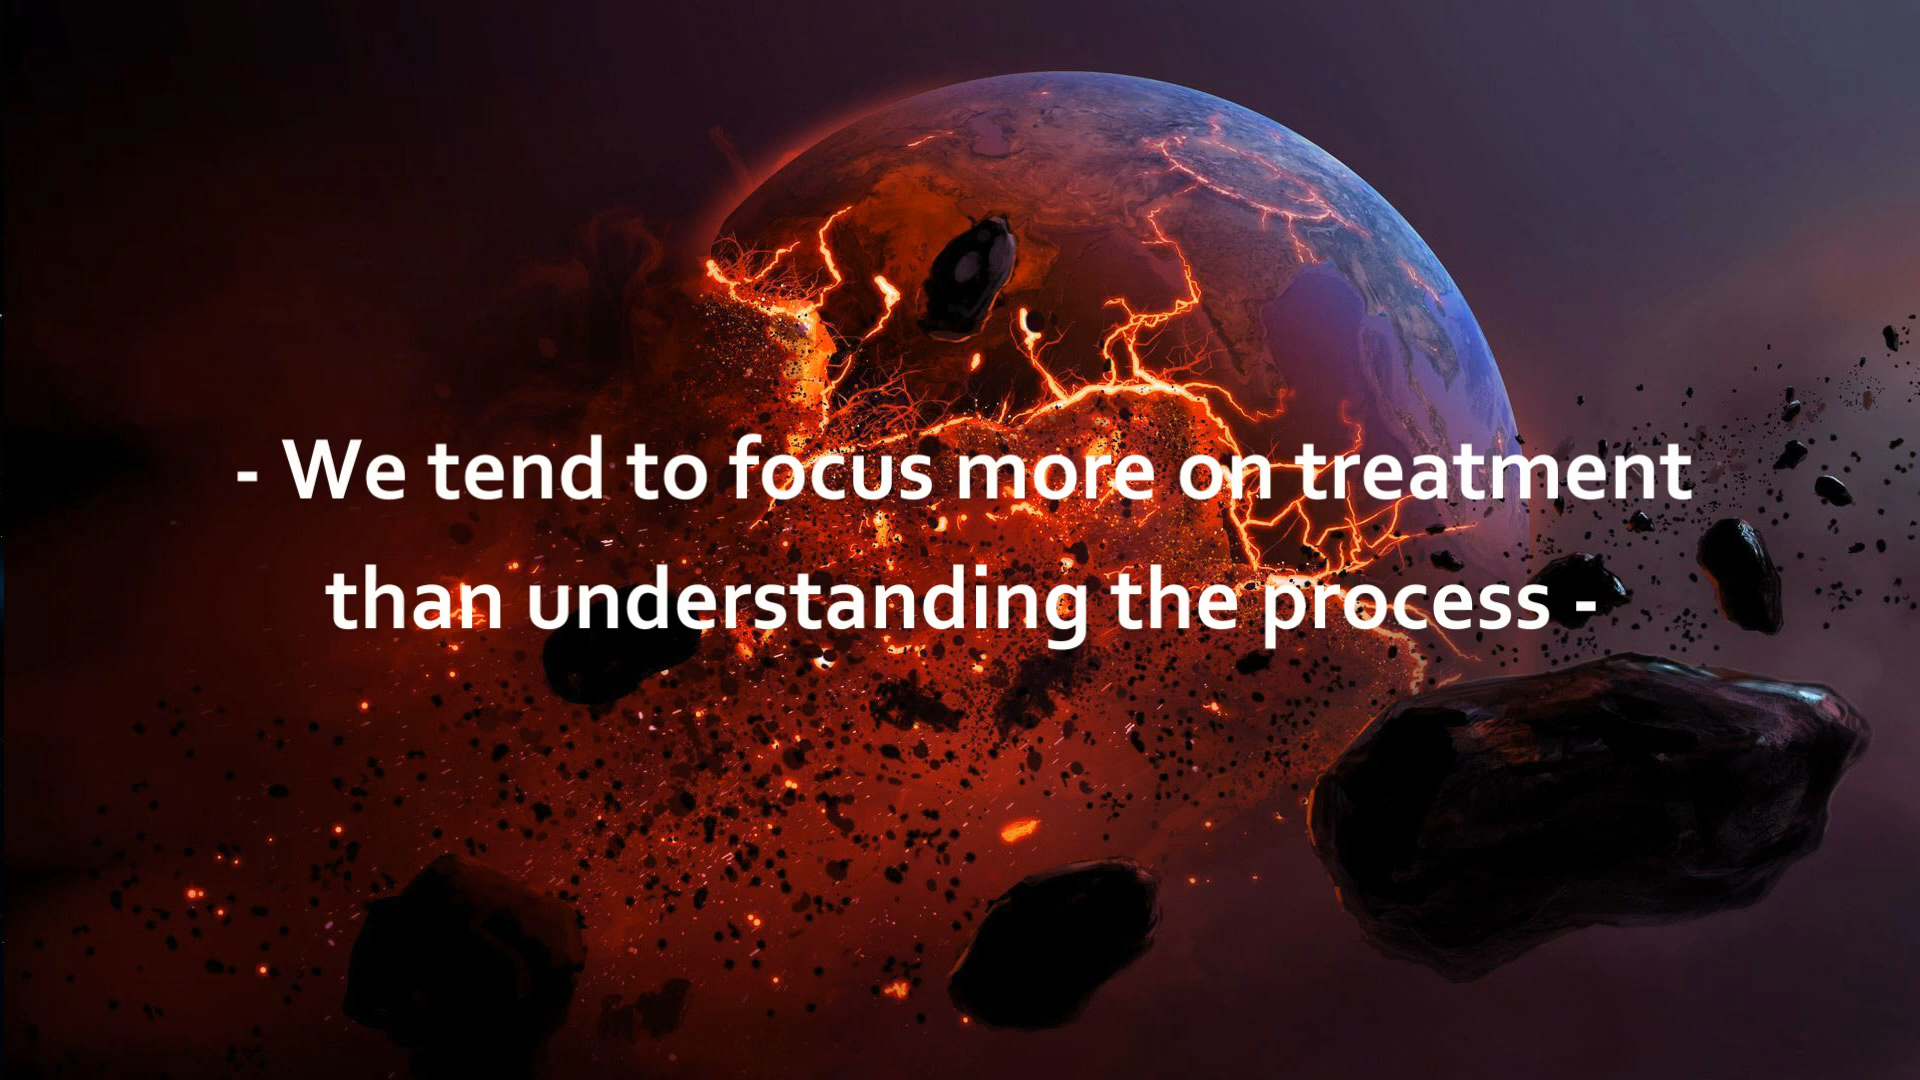 - We tend to focus more on treatment
than understanding the process -